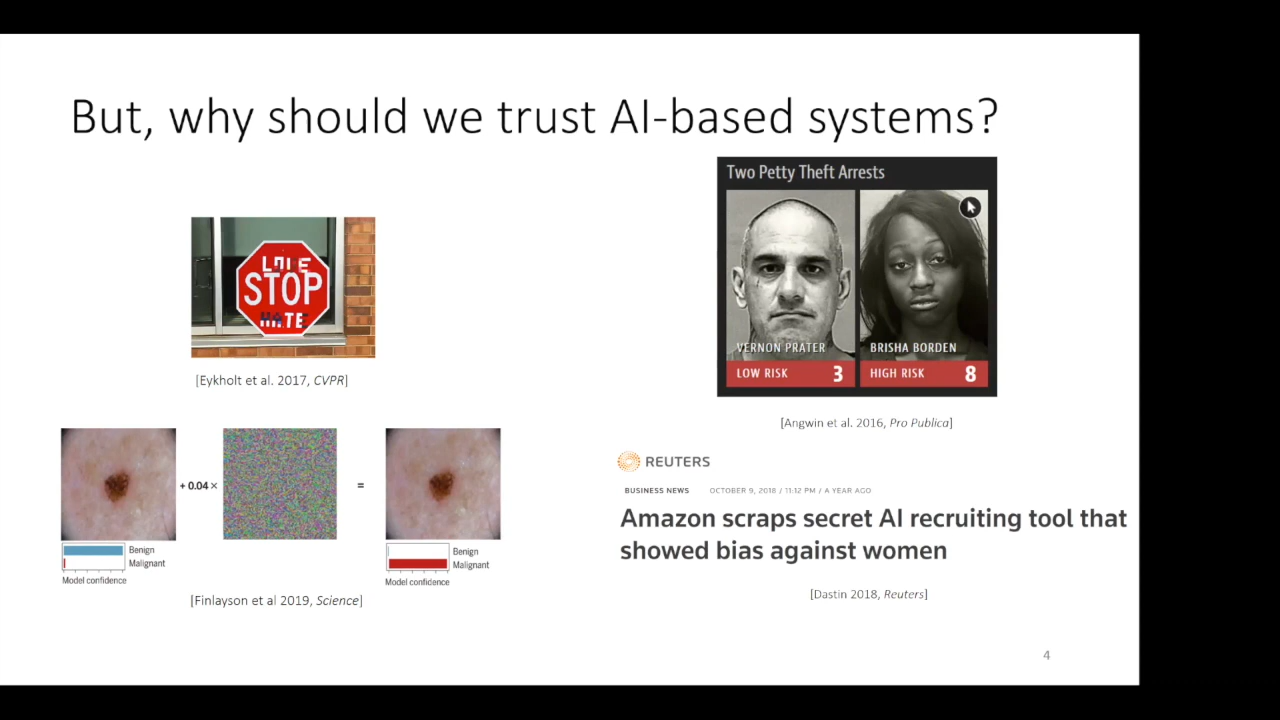 But, why should we trust AI-based systems?
LOVE
STOP
HATE
[Eykholt et al. 2017, CVPR]
+ 0.04 ×
=
Benign
Malignant
Model confidence
Benign
Malignant
Model confidence
[Finlayson et al 2019, Science]
Two Petty Theft Arrests
VERNON PRATER
LOW RISK 3
BRISHA BORDEN
HIGH RISK 8
[Angwin et al. 2016, Pro Publica]
REUTERS
BUSINESS NEWS OCTOBER 9, 2018 / 11:12 PM / A YEAR AGO
Amazon scraps secret AI recruiting tool that
showed bias against women
[Dastin 2018, Reuters]
4